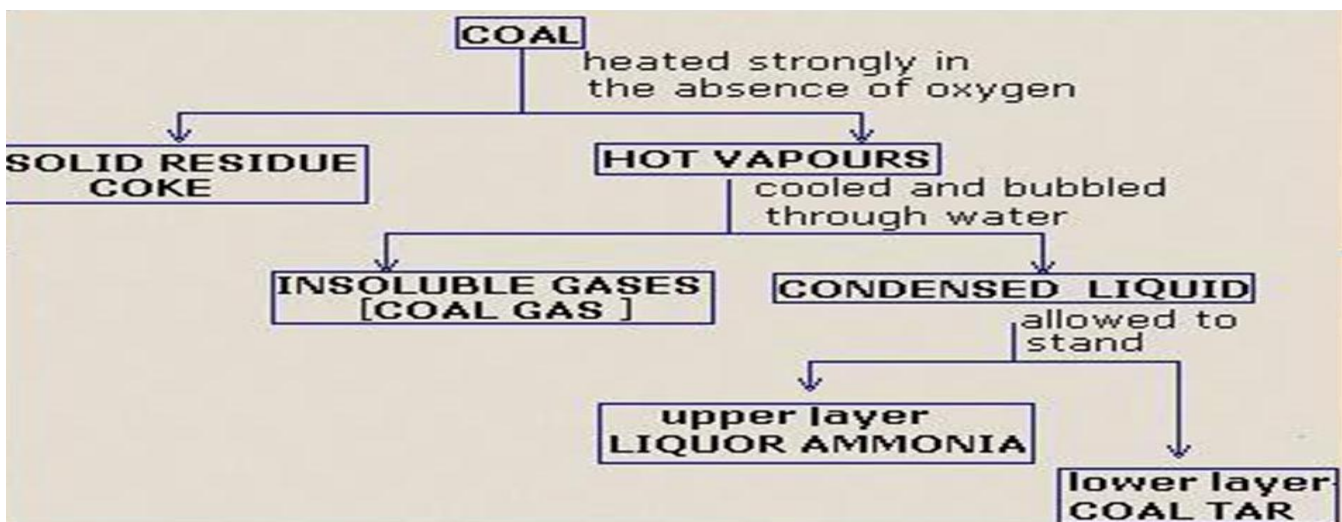 COAL
heated strongly in
the absence of oxygen
SOLID RESIDUE
COKE
HOT VAPOURS
cooled and bubbled
through water
INSOLUBLE GASES
[COAL GAS ]
CONDENSED LIQUID
allowed to
stand
upper layer
LIQUOR AMMONIA
lower layer-
COAL TAR